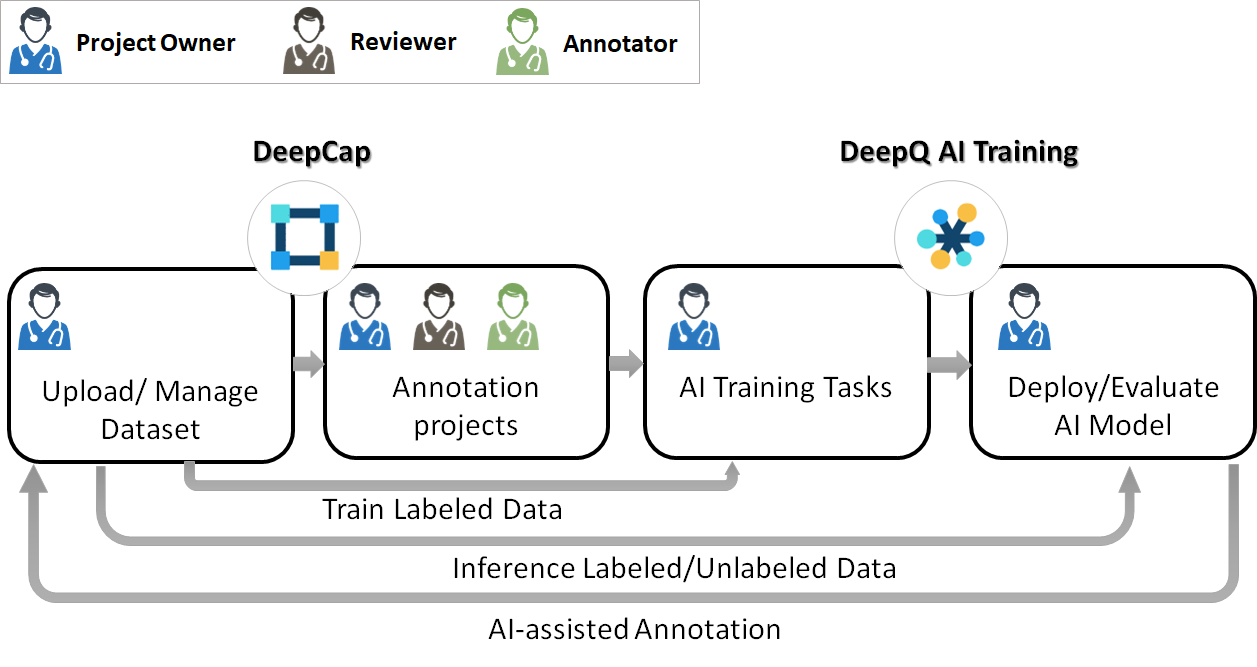 Project Owner
Reviewer
Annotator
DeepCap
DeepQ AI Training
Upload/ Manage
Dataset
Annotation
projects
AI Training Tasks
Deploy/Evaluate
AI Model
Train Labeled Data
Inference Labeled/Unlabeled Data
AI-assisted Annotation